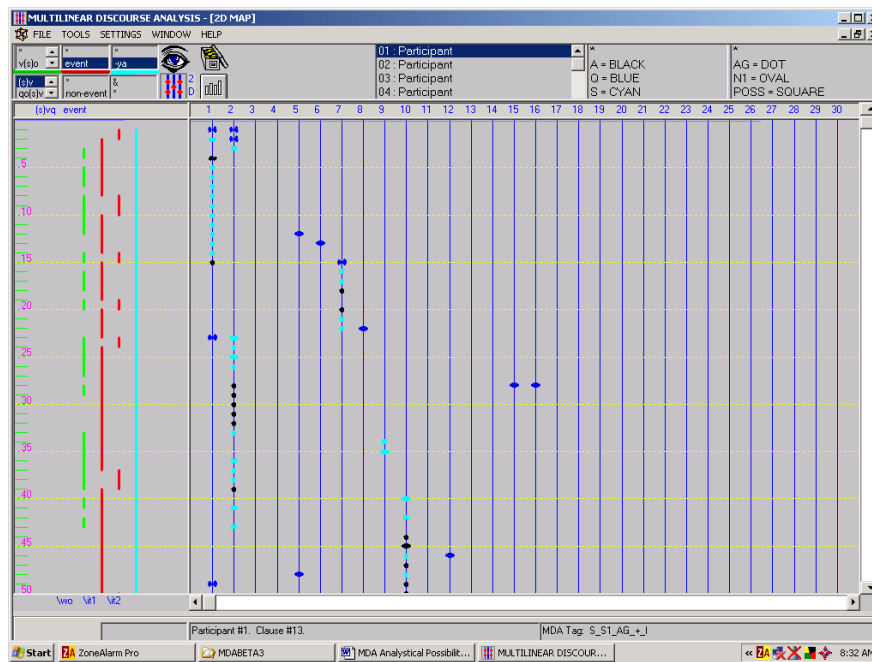 MULTILINEAR DISCOURSE ANALYSIS - [2D MAP]
FILE TOOLS SETTINGS WINDOW HELP
* * *
v(s)o event -ya
(s)v * &
qo(s)v non-event *
2
D
01 : Participant
02 : Participant
03 : Participant
04 : Participant
*
A = BLACK
Q = BLUE
S = CYAN
*
AG = DOT
N1 = OVAL
POSS = SQUARE
(s)vq event
1 2 3 4 5 6 7 8 9 10 11 12 13 14 15 16 17 18 19 20 21 22 23 24 25 26 27 28 29 30
.5
.10
.15
.20
.25
.30
.35
.40
.45
.50
\wo \it1 \it2
Participant #1. Clause #13.
MDA Tag: S_S1_AG_+_I
Start
ZA ZoneAlarm Pro
MDABETA3
MDA Analystical Possibilit...
MULTILINEAR DISCOUR...
« ZA
8:32 AM